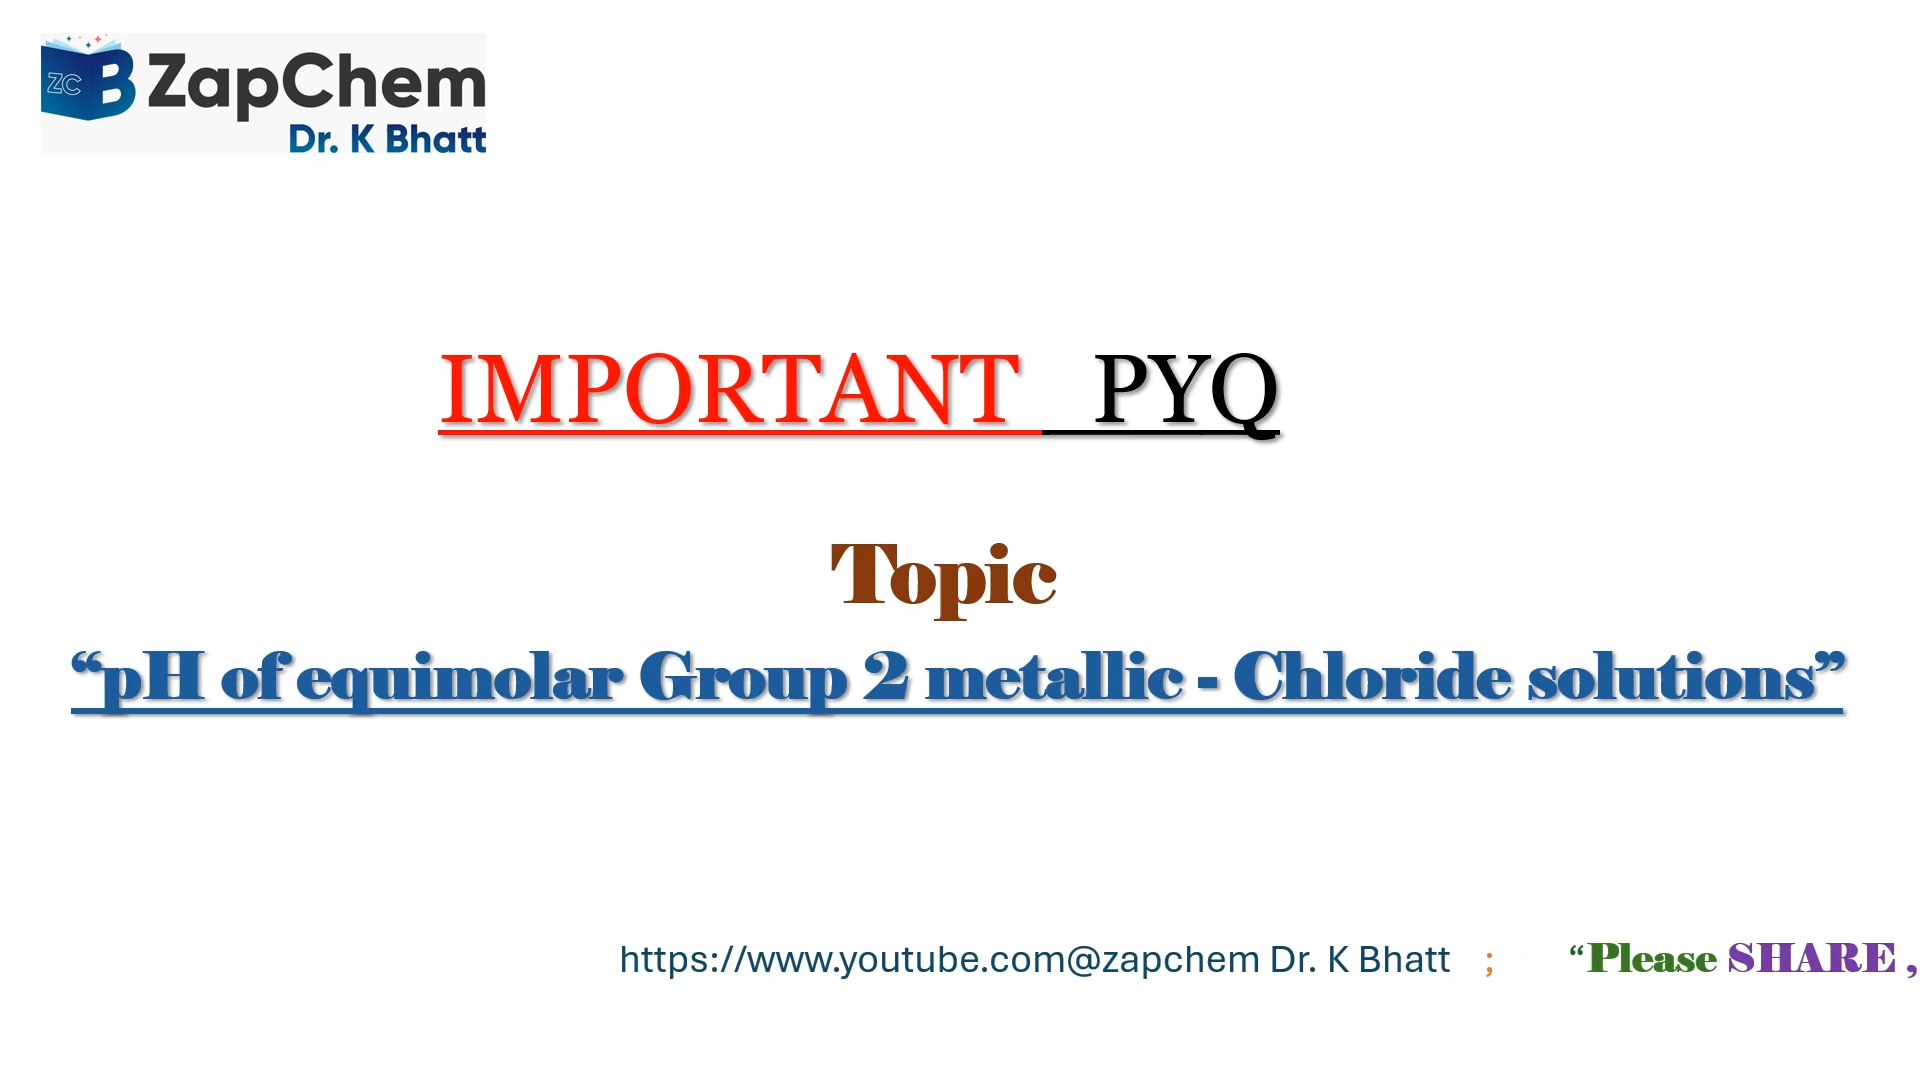 ZC B ZapChem
Dr. K Bhatt
IMPORTANT PYQ
Topic
“pH of equimolar Group 2 metallic - Chloride solutions”
https://www.youtube.com@zapchem Dr. K Bhatt ; “Please SHARE ,